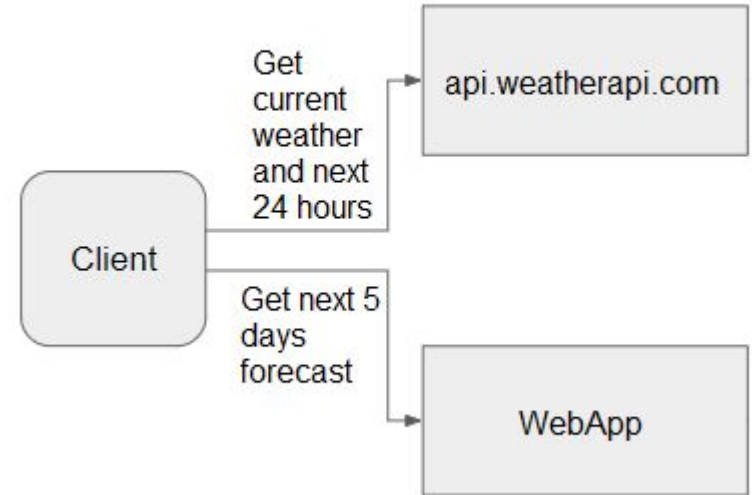 Get
current
weather
and next
24 hours
api.weatherapi.com
Client
Get next 5
days
forecast
WebApp